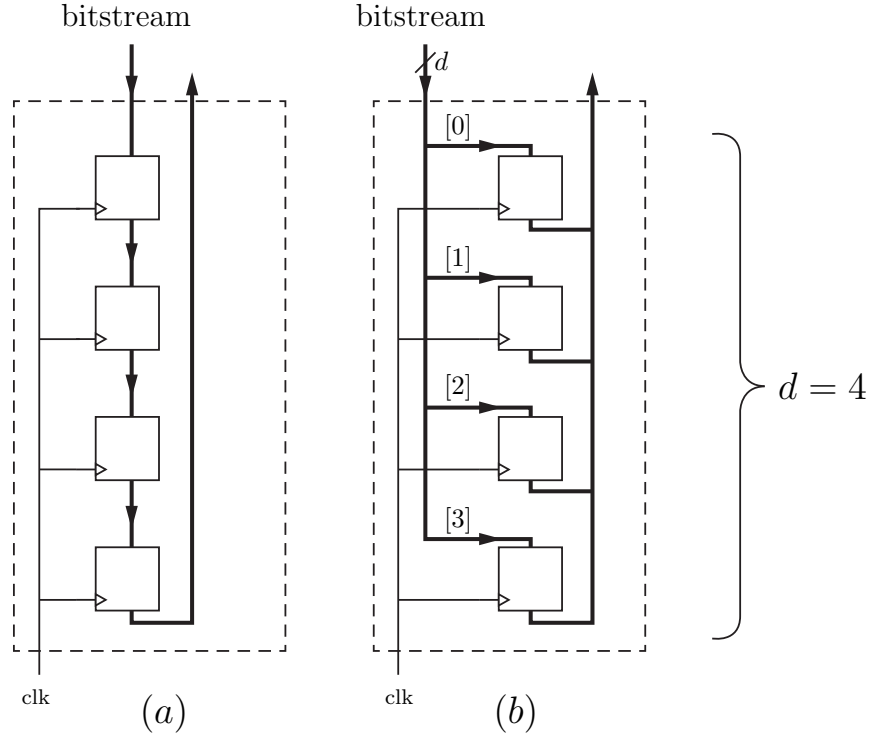 bitstream
bitstream
d
[0]
[1]
[2]
[3]
d = 4
clk
clk
(a)
(b)